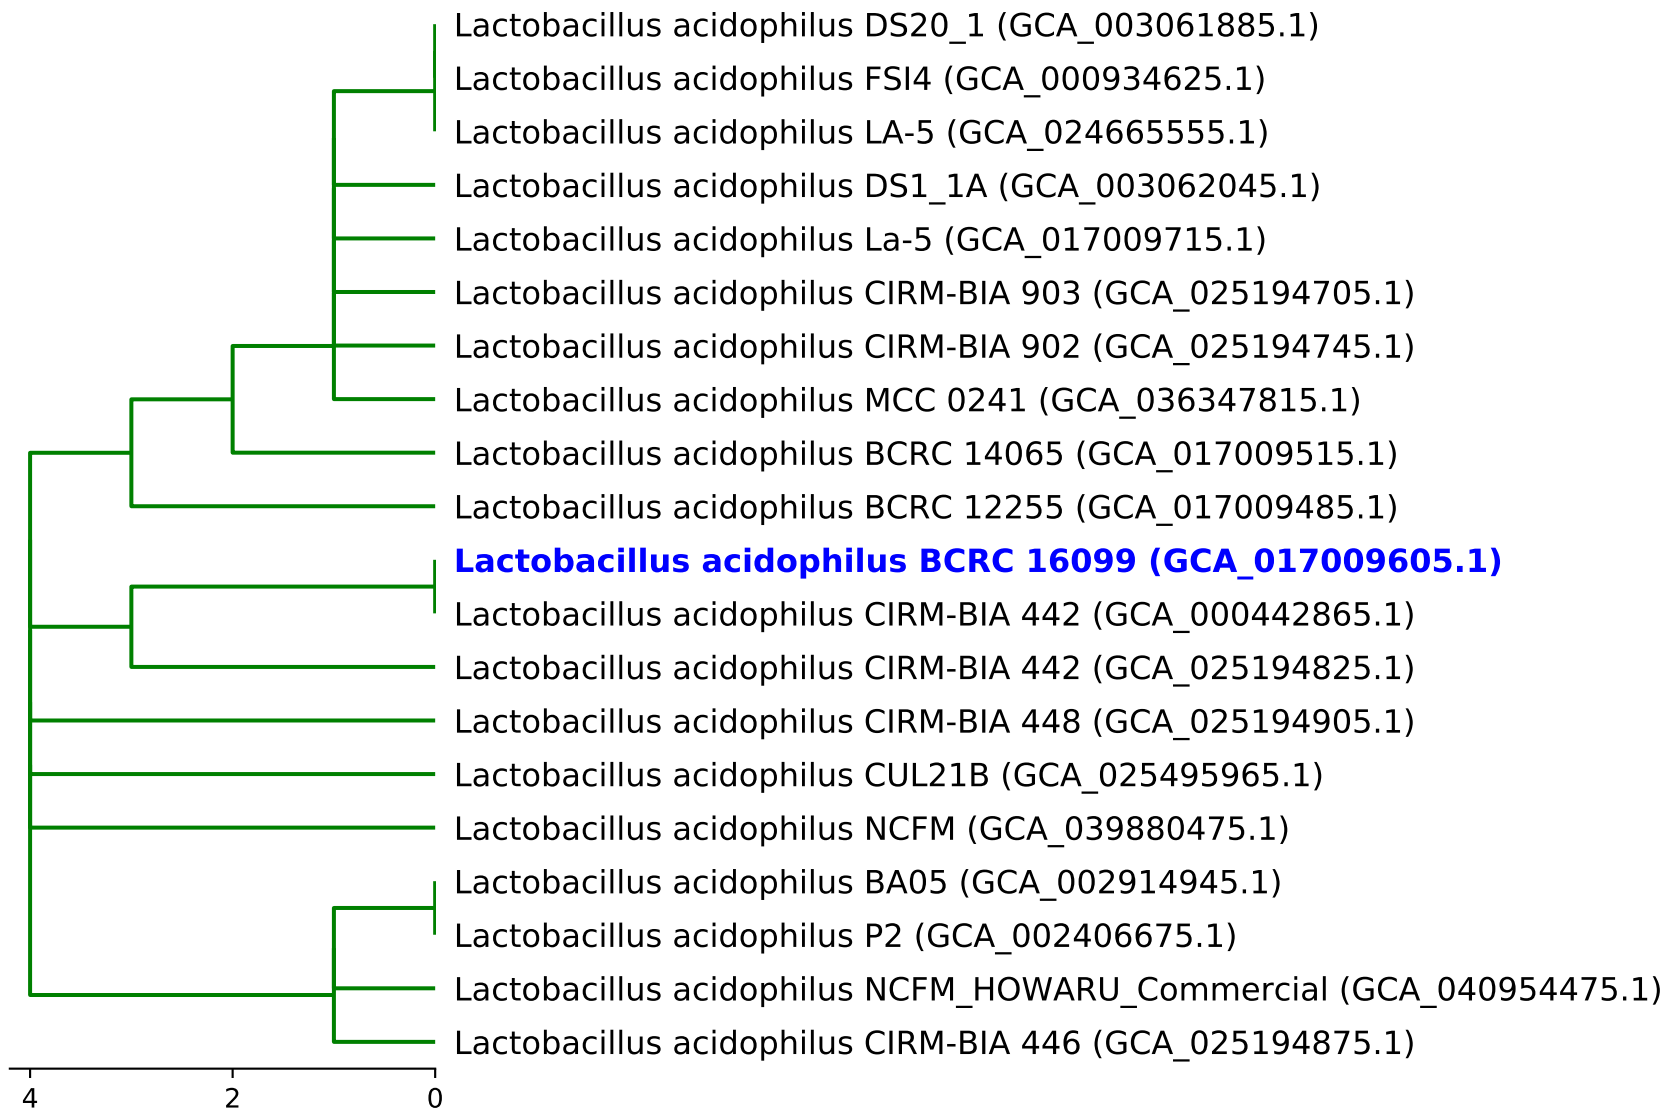 Lactobacillus acidophilus DS20_1 (GCA_003061885.1)
Lactobacillus acidophilus FSI4 (GCA_000934625.1)
Lactobacillus acidophilus LA-5 (GCA_024665555.1)
Lactobacillus acidophilus DS1_1A (GCA_003062045.1)
Lactobacillus acidophilus La-5 (GCA_017009715.1)
Lactobacillus acidophilus CIRM-BIA 903 (GCA_025194705.1)
Lactobacillus acidophilus CIRM-BIA 902 (GCA_025194745.1)
Lactobacillus acidophilus MCC 0241 (GCA_036347815.1)
Lactobacillus acidophilus BCRC 14065 (GCA_017009515.1)
Lactobacillus acidophilus BCRC 12255 (GCA_017009485.1)
Lactobacillus acidophilus BCRC 16099 (GCA_017009605.1)
Lactobacillus acidophilus CIRM-BIA 442 (GCA_000442865.1)
Lactobacillus acidophilus CIRM-BIA 442 (GCA_025194825.1)
Lactobacillus acidophilus CIRM-BIA 448 (GCA_025194905.1)
Lactobacillus acidophilus CUL21B (GCA_025495965.1)
Lactobacillus acidophilus NCFM (GCA_039880475.1)
Lactobacillus acidophilus BA05 (GCA_002914945.1)
Lactobacillus acidophilus P2 (GCA_002406675.1)
Lactobacillus acidophilus NCFM_HOWARU_Commercial (GCA_040954475.1)
Lactobacillus acidophilus CIRM-BIA 446 (GCA_025194875.1)
4 2 0